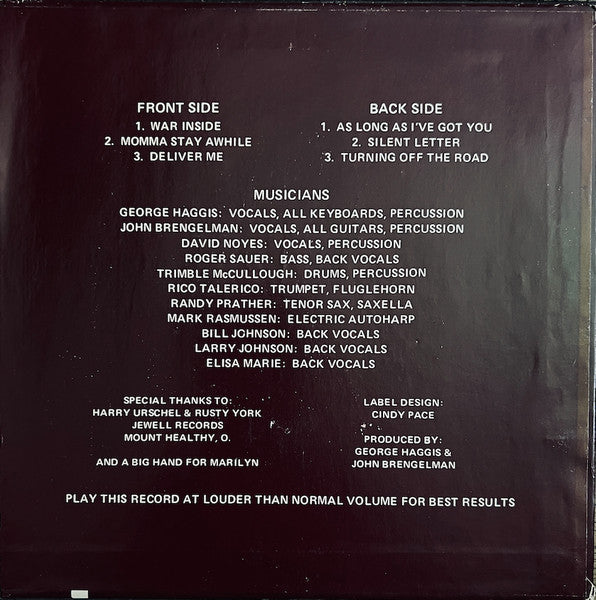 FRONT SIDE
1. WAR INSIDE
2. MOMMA STAY AWHILE
3. DELIVER ME
BACK SIDE
1. AS LONG AS I'VE GOT YOU
2. SILENT LETTER
3. TURNING OFF THE ROAD
MUSICIANS
GEORGE HAGGIS: VOCALS, ALL KEYBOARDS, PERCUSSION
JOHN BRENGELMAN: VOCALS, ALL GUITARS, PERCUSSION
DAVID NOYES: VOCALS, PERCUSSION
ROGER SAUER: BASS, BACK VOCALS
TRIMBLE McCULLOUGH: DRUMS, PERCUSSION
RICO TALERICO: TRUMPET, FLUGLEHORN
RANDY PRATHER: TENOR SAX, SAXELLA
MARK RASMUSSEN: ELECTRIC AUTOHARP
BILL JOHNSON: BACK VOCALS
LARRY JOHNSON: BACK VOCALS
ELISA MARIE: BACK VOCALS
SPECIAL THANKS TO:
HARRY URSCHEL & RUSTY YORK
JEWELL RECORDS
MOUNT HEALTHY, O.
AND A BIG HAND FOR MARILYN
LABEL DESIGN:
CINDY PACE
PRODUCED BY:
GEORGE HAGGIS &
JOHN BRENGELMAN
PLAY THIS RECORD AT LOUDER THAN NORMAL VOLUME FOR BEST RESULTS